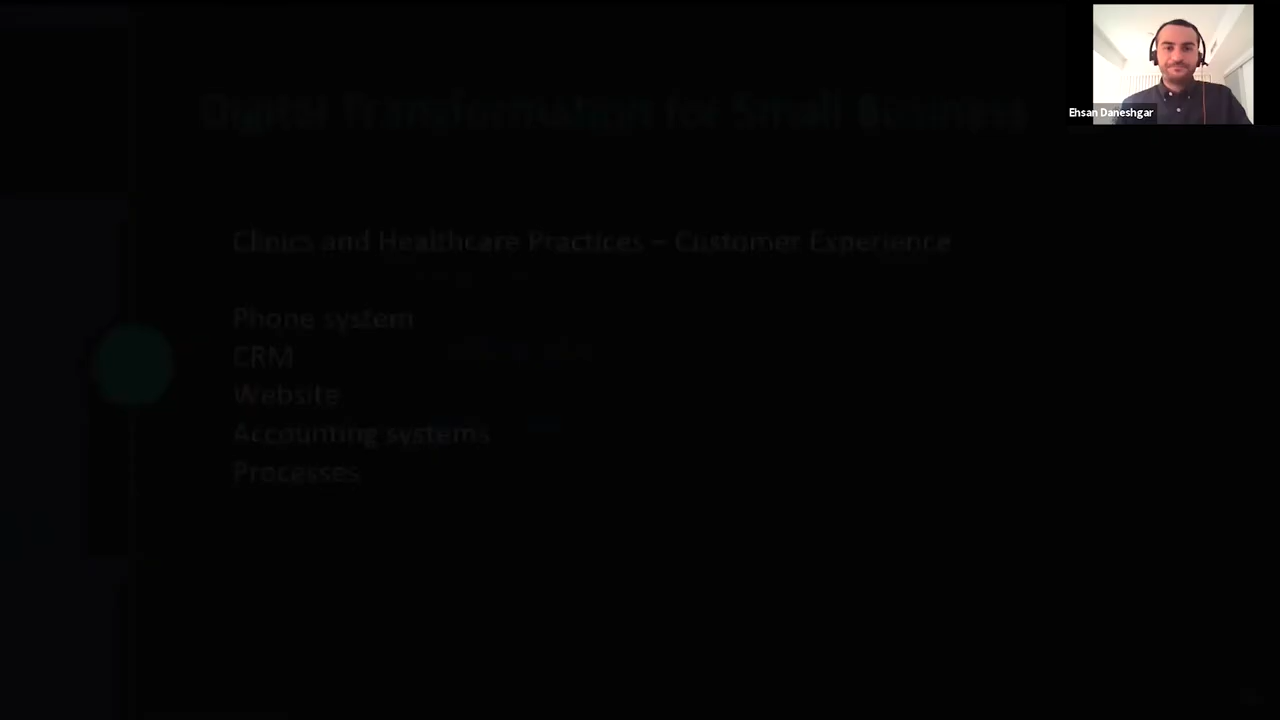 Ehsan Daneshgar
Digital Transformation for Small Business
Clinics and Healthcare Practices – Customer Experience
Phone system
CRM
Website
Accounting systems
Processes